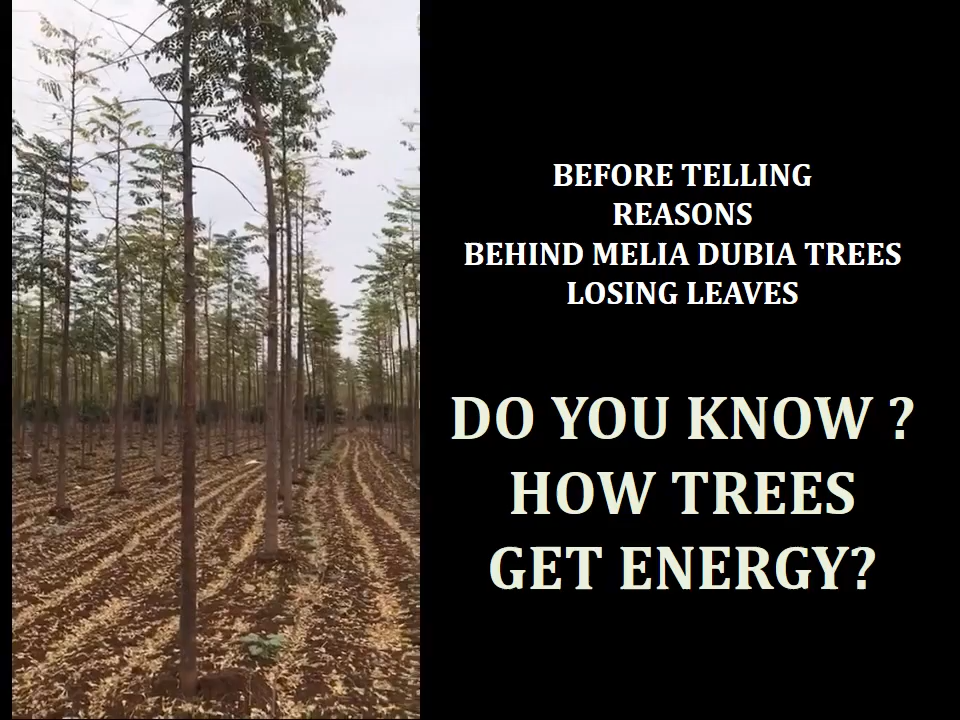 BEFORE TELLING
REASONS
BEHIND MELIA DUBIA TREES
LOSING LEAVES
DO YOU KNOW ?
HOW TREES
GET ENERGY?